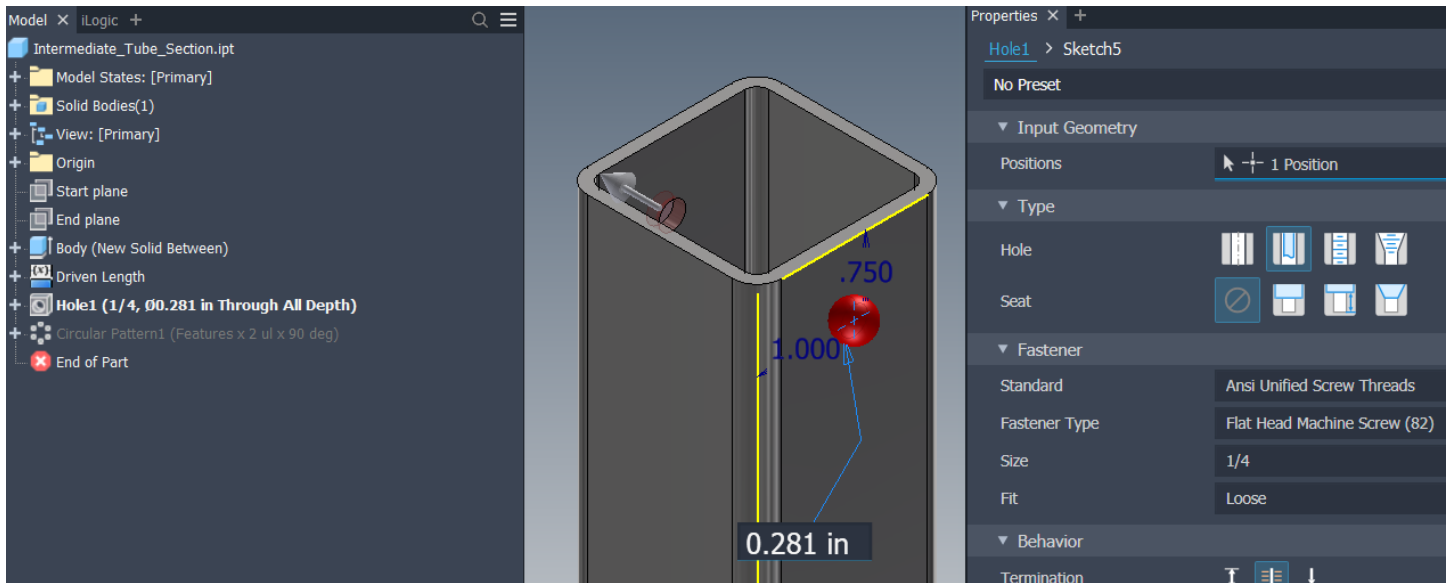 Model
iLogic
Intermediate_Tube_Section.ipt
Model States: [Primary]
Solid Bodies(1)
View: [Primary]
Origin
Start plane
End plane
Body (New Solid Between)
Driven Length
Hole1 (1/4, Ø0.281 in Through All Depth)
Circular Pattern1 (Features x 2 ul x 90 deg)
End of Part
.750
1.000
0.281 in
Properties
Hole1 > Sketch5
No Preset
Input Geometry
Positions 1 Position
Type
Hole
Seat
Fastener
Standard Ansi Unified Screw Threads
Fastener Type Flat Head Machine Screw (82)
Size 1/4
Fit Loose
Behavior
Termination